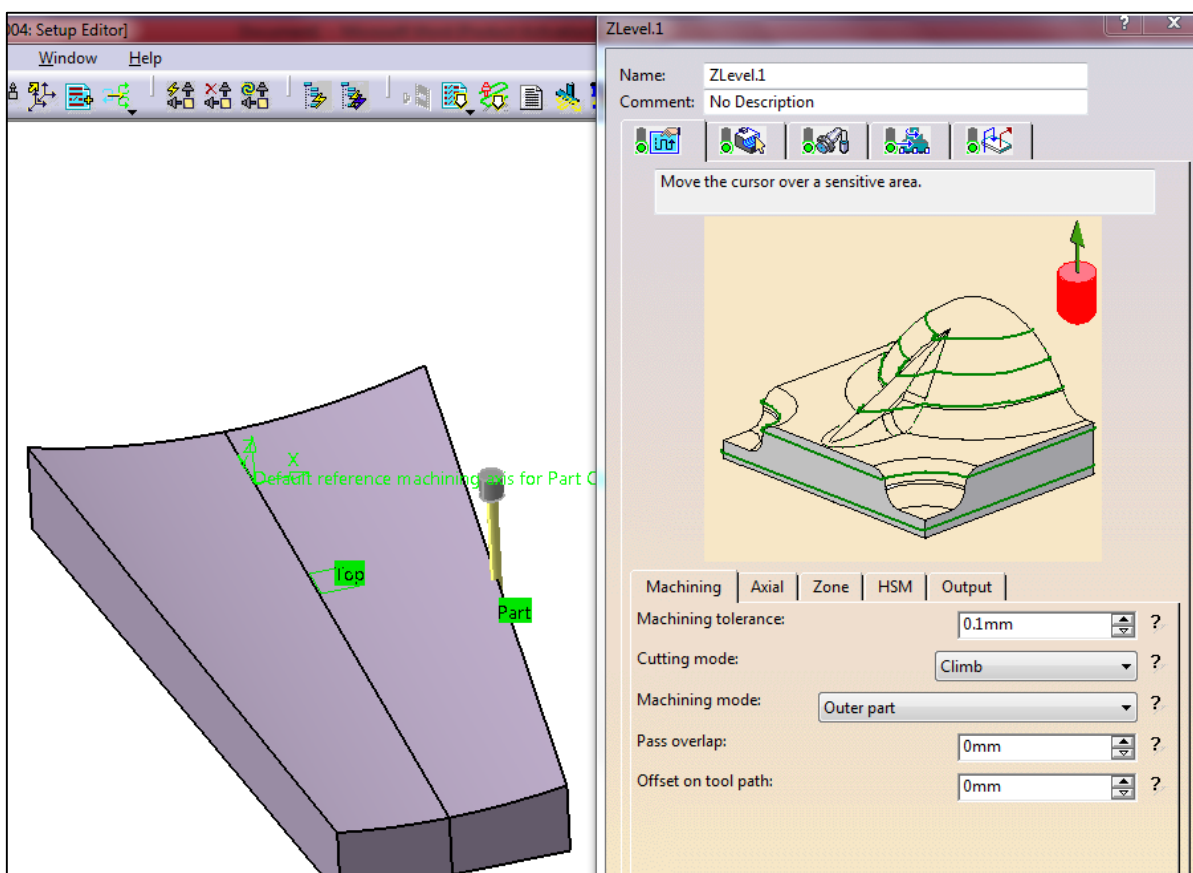 004: Setup Editor]
Window Help
Z
Y X
Default reference machining axis for Part O
Top
Part
ZLevel.1
? X
Name: ZLevel.1
Comment: No Description
Move the cursor over a sensitive area.
Machining Axial Zone HSM Output
Machining tolerance: 0.1mm ?
Cutting mode: Climb ?
Machining mode: Outer part ?
Pass overlap: 0mm ?
Offset on tool path: 0mm ?